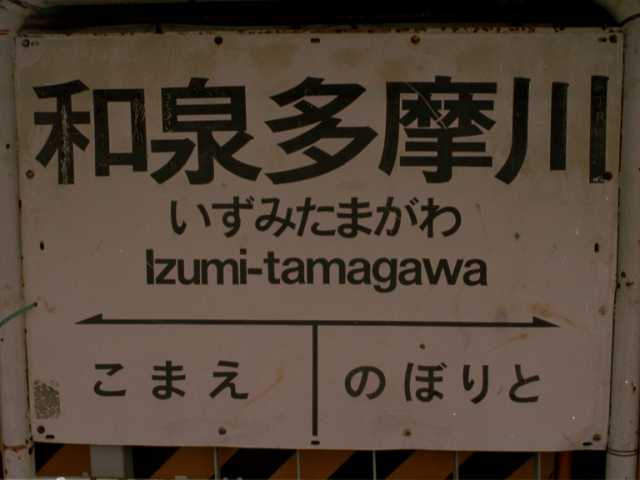 和泉多摩川
いずみたまがわ
Izumi-tamagawa
こまえ のぼりと